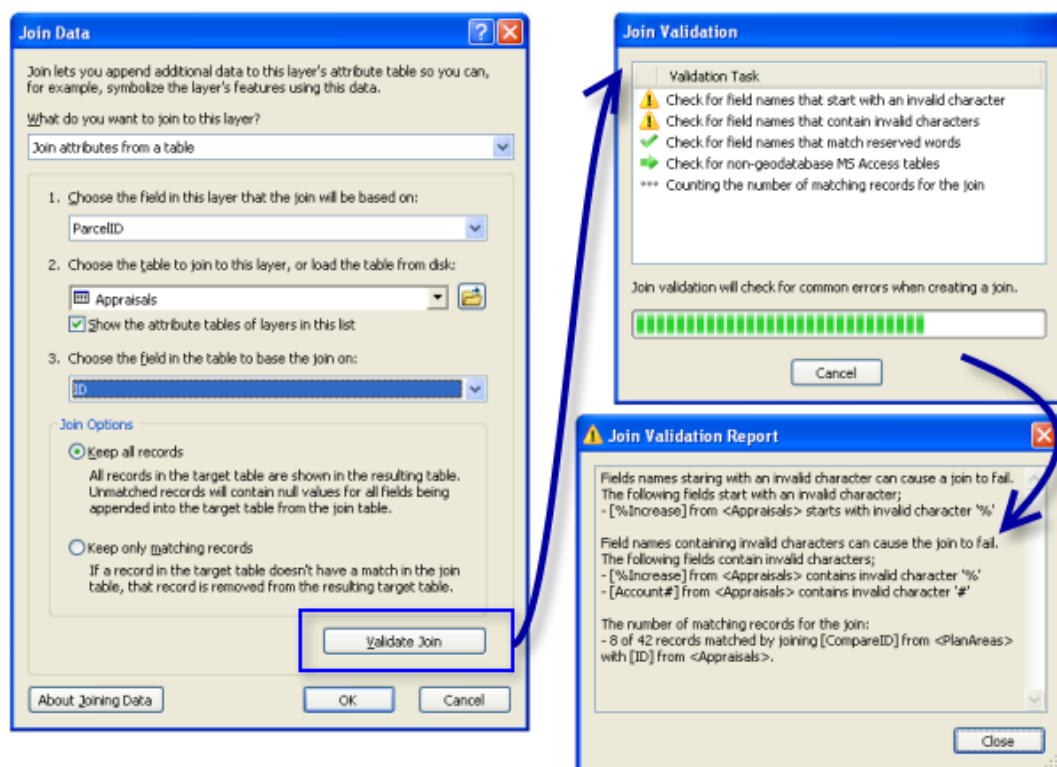 Join Data
Join lets you append additional data to this layer's attribute table so you can,
for example, symbolize the layer's features using this data.
What do you want to join to this layer?
Join attributes from a table
1. Choose the field in this layer that the join will be based on:
ParcelID
2. Choose the table to join to this layer, or load the table from disk:
Appraisals
Show the attribute tables of layers in this list
3. Choose the field in the table to base the join on:
ID
Join Options
Keep all records
All records in the target table are shown in the resulting table.
Unmatched records will contain null values for all fields being
appended into the target table from the join table.
Keep only matching records
If a record in the target table doesn't have a match in the join
table, that record is removed from the resulting target table.
Validate Join
About Joining Data
OK
Cancel
Join Validation
Validation Task
Check for field names that start with an invalid character
Check for field names that contain invalid characters
Check for field names that match reserved words
Check for non-geodatabase MS Access tables
Counting the number of matching records for the join
Join validation will check for common errors when creating a join.
Cancel
Join Validation Report
Fields names staring with an invalid character can cause a join to fail.
The following fields start with an invalid character;
- [%Increase] from <Appraisals> starts with invalid character '%'
Field names containing invalid characters can cause the join to fail.
The following fields contain invalid characters;
- [%Increase] from <Appraisals> contains invalid character '%'
- [Account#] from <Appraisals> contains invalid character '#'
The number of matching records for the join:
- 8 of 42 records matched by joining [CompareID] from <PlanAreas>
with [ID] from <Appraisals>.
Close